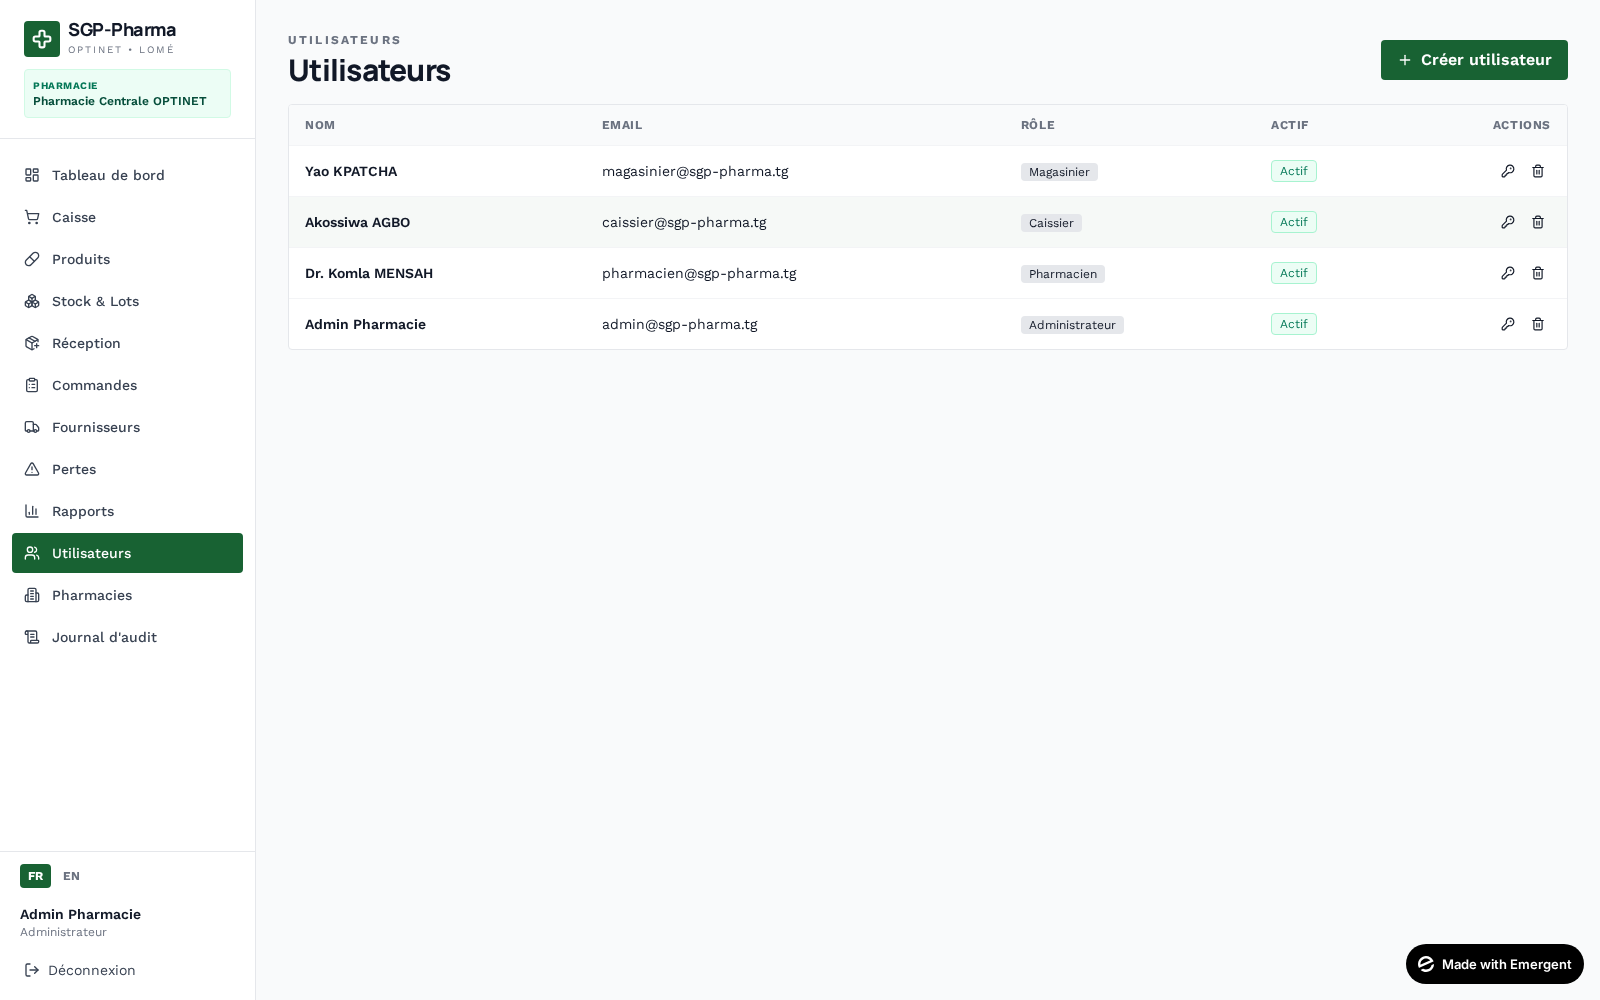 SGP-Pharma
OPTINET • LOMÉ
PHARMACIE
Pharmacie Centrale OPTINET
Tableau de bord
Caisse
Produits
Stock & Lots
Réception
Commandes
Fournisseurs
Pertes
Rapports
Utilisateurs
Pharmacies
Journal d'audit
FR EN
Admin Pharmacie
Administrateur
Déconnexion
UTILISATEURS
Utilisateurs
Créer utilisateur
NOM EMAIL RÔLE ACTIF ACTIONS
Yao KPATCHA magasinier@sgp-pharma.tg Magasinier Actif
Akossiwa AGBO caissier@sgp-pharma.tg Caissier Actif
Dr. Komla MENSAH pharmacien@sgp-pharma.tg Pharmacien Actif
Admin Pharmacie admin@sgp-pharma.tg Administrateur Actif
Made with Emergent